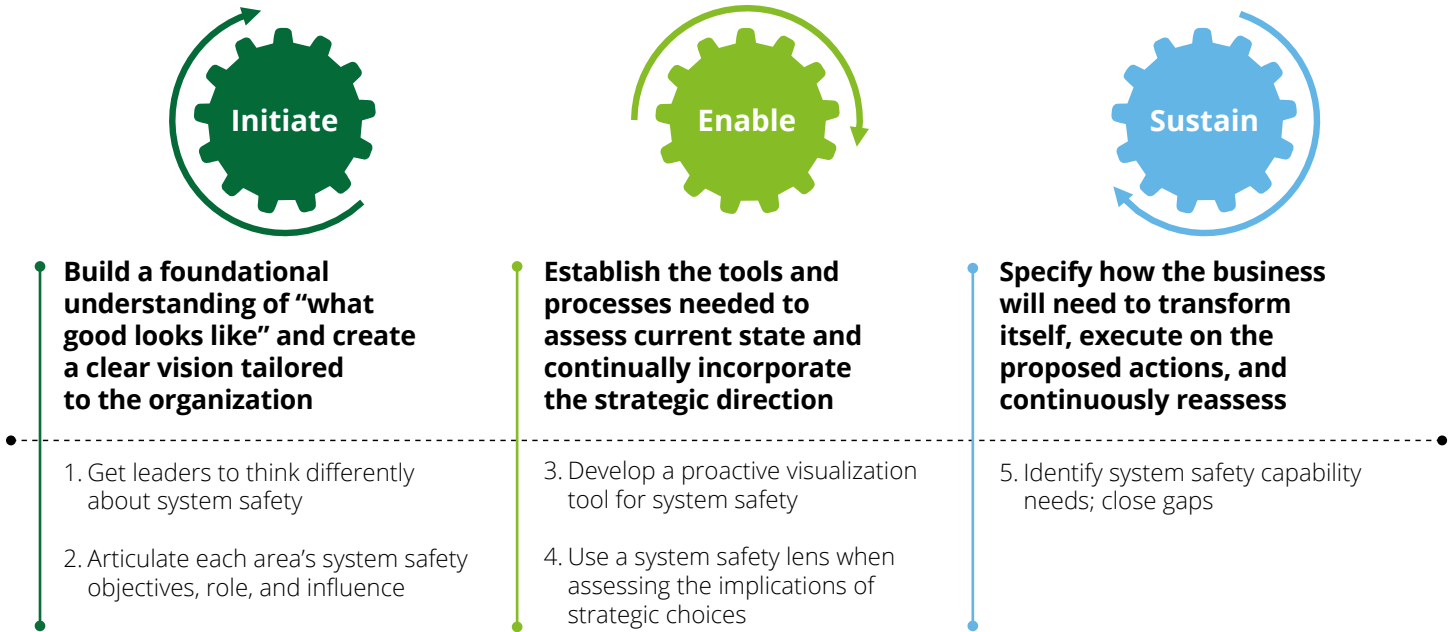 Initiate
Enable
Sustain
Build a foundational
understanding of “what
good looks like” and create
a clear vision tailored
to the organization
Establish the tools and
processes needed to
assess current state and
continually incorporate
the strategic direction
Specify how the business
will need to transform
itself, execute on the
proposed actions, and
continuously reassess
1. Get leaders to think differently
about system safety
2. Articulate each area’s system safety
objectives, role, and influence
3. Develop a proactive visualization
tool for system safety
4. Use a system safety lens when
assessing the implications of
strategic choices
5. Identify system safety capability
needs; close gaps